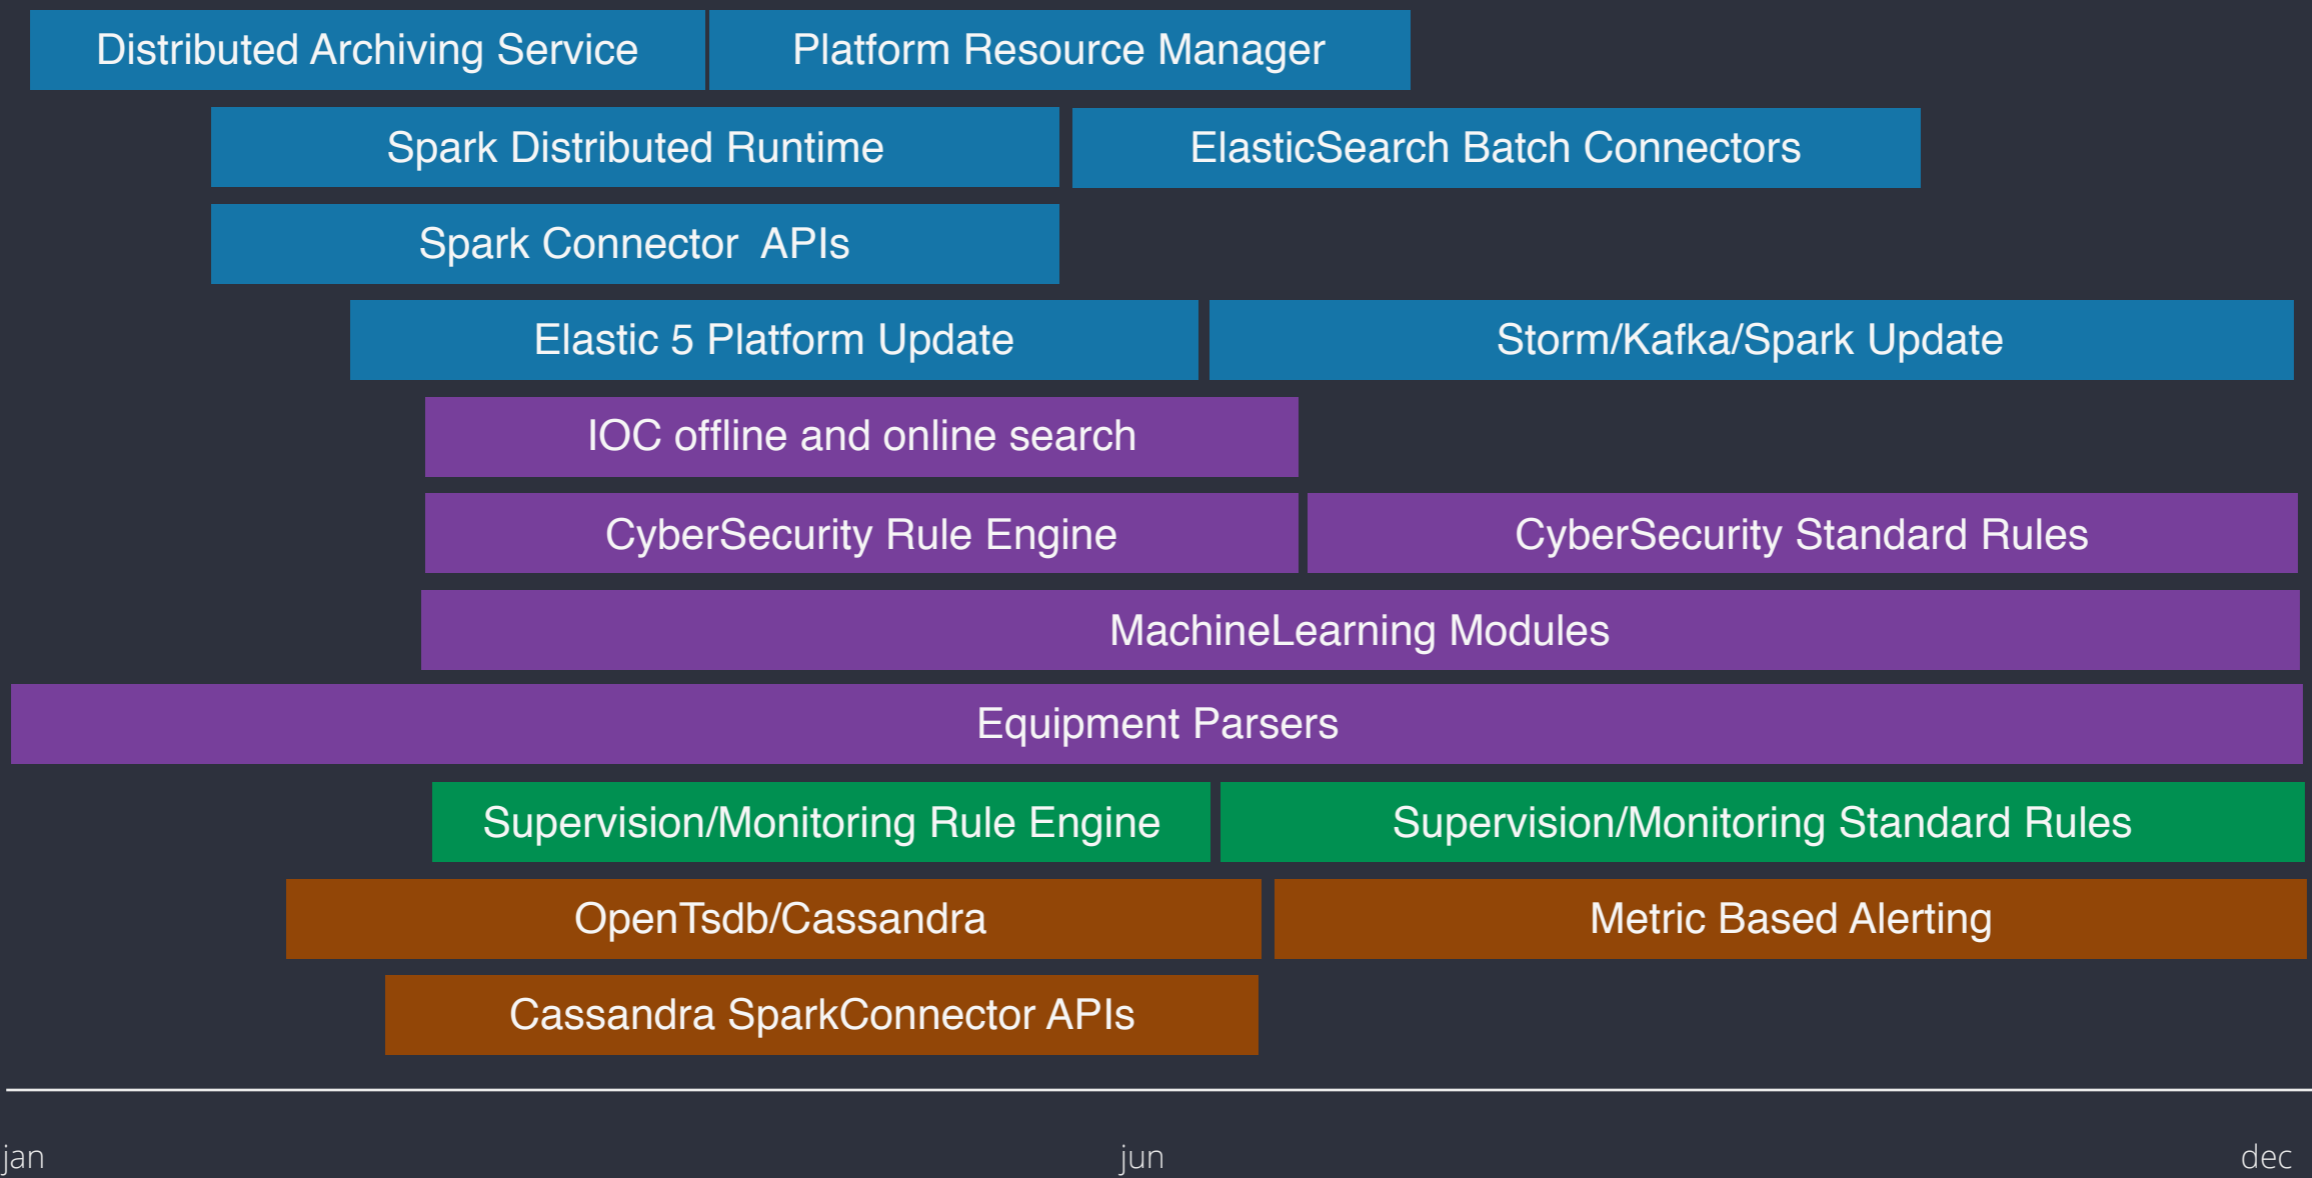 Distributed Archiving Service
Platform Resource Manager
Spark Distributed Runtime
ElasticSearch Batch Connectors
Spark Connector  APIs
Elastic 5 Platform Update
Storm/Kafka/Spark Update
IOC offline and online search
CyberSecurity Rule Engine
CyberSecurity Standard Rules
MachineLearning Modules
Equipment Parsers
Supervision/Monitoring Rule Engine
Supervision/Monitoring Standard Rules
OpenTsdb/Cassandra
Metric Based Alerting
Cassandra SparkConnector APIs
jan
jun
dec